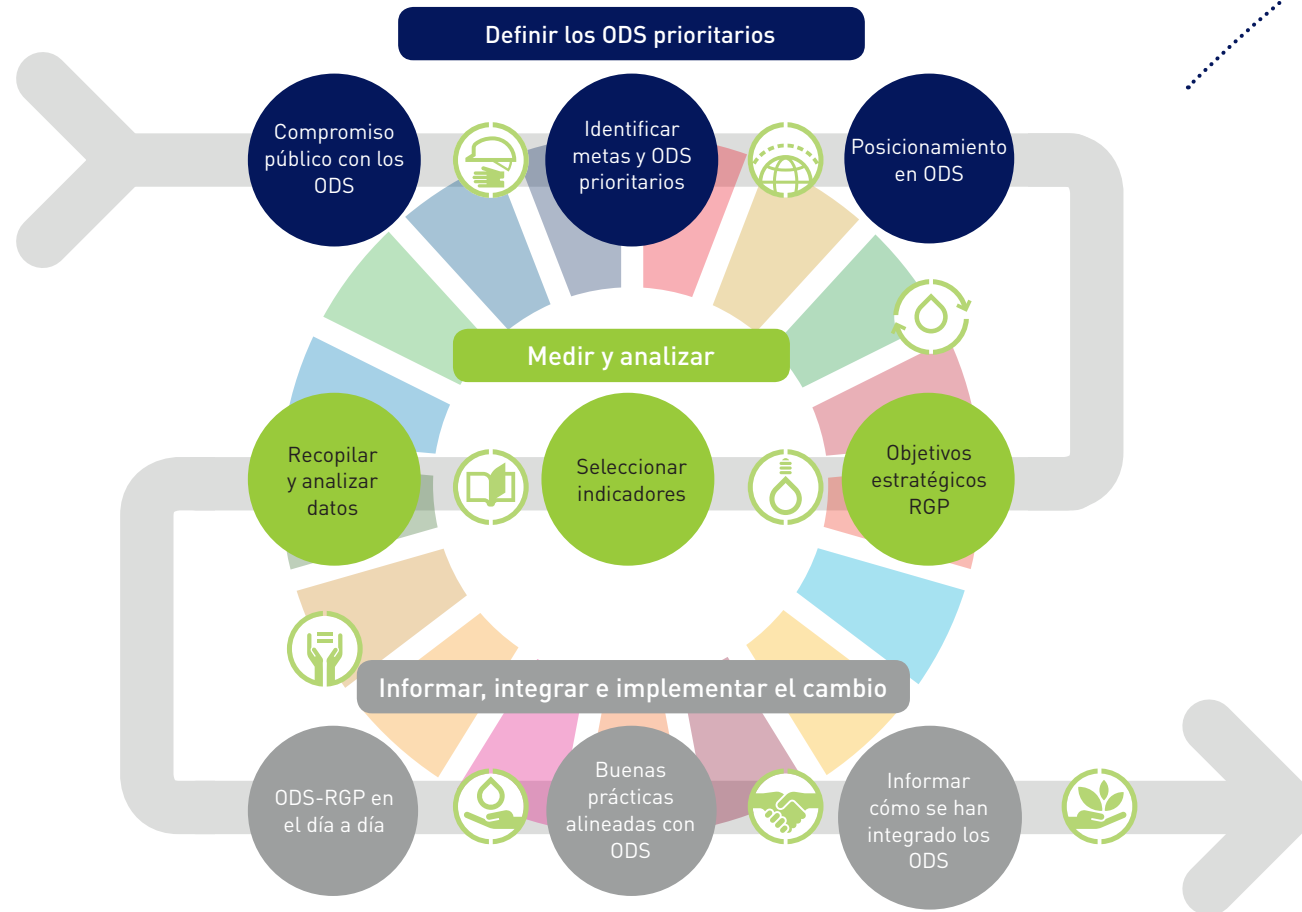 Definir los ODS prioritarios
Compromiso
público con los
ODS
Identificar
metas y ODS
prioritarios
Posicionamiento
en ODS
Medir y analizar
Recopilar
y analizar
datos
Seleccionar
indicadores
Objetivos
estratégicos
RGP
Informar, integrar e implementar el cambio
ODS-RGP en
el día a día
Buenas
prácticas
alineadas con
ODS
Informar
cómo se han
integrado los
ODS